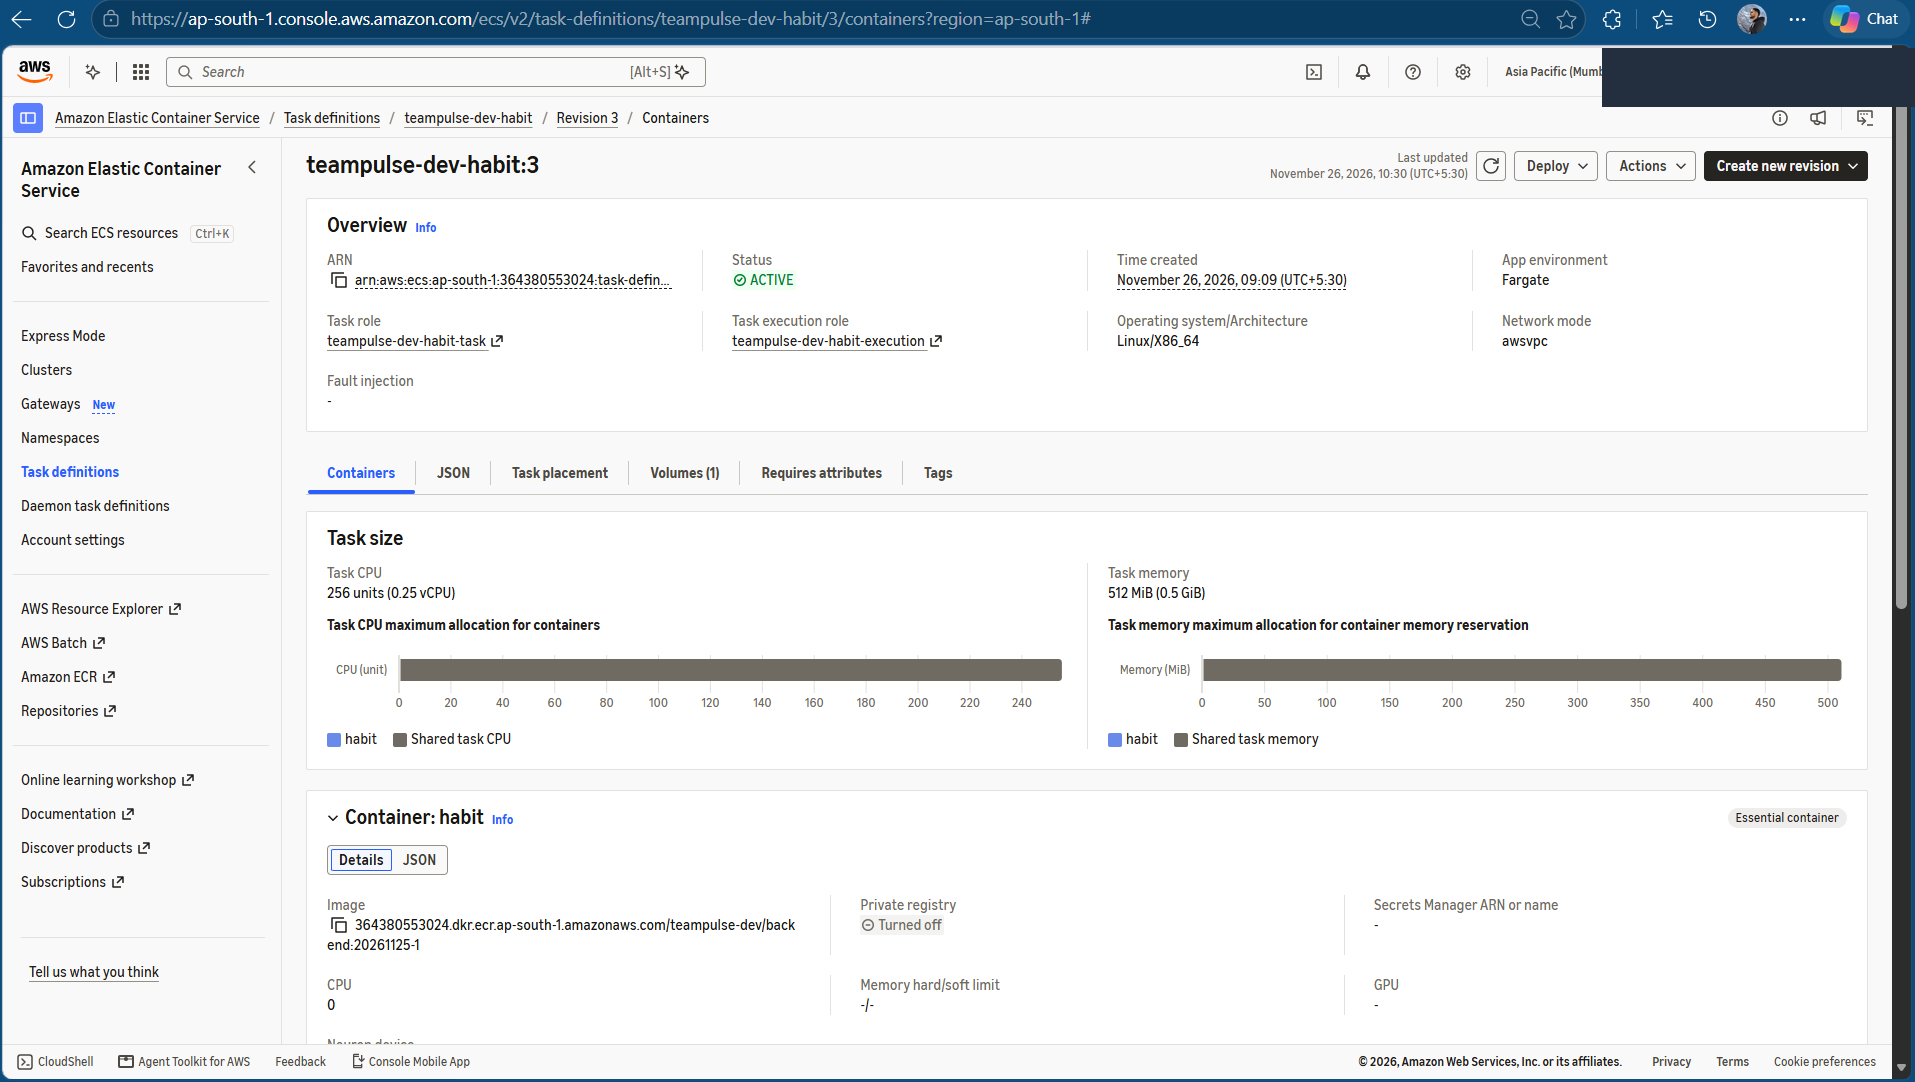 https://ap-south-1.console.aws.amazon.com/ecs/v2/task-definitions/teampulse-dev-habit/3/containers?region=ap-south-1#
Chat
aws
Search
[Alt+S]
Asia Pacific (Mumb
Amazon Elastic Container Service / Task definitions / teampulse-dev-habit / Revision 3 / Containers
Amazon Elastic Container
Service
Search ECS resources Ctrl+K
Favorites and recents
Express Mode
Clusters
Gateways New
Namespaces
Task definitions
Daemon task definitions
Account settings
AWS Resource Explorer
AWS Batch
Amazon ECR
Repositories
Online learning workshop
Documentation
Discover products
Subscriptions
Tell us what you think
teampulse-dev-habit:3
Last updated
November 26, 2026, 10:30 (UTC+5:30)
Deploy
Actions
Create new revision
Overview Info
ARN
arn:aws:ecs:ap-south-1:364380553024:task-defin...
Status
ACTIVE
Time created
November 26, 2026, 09:09 (UTC+5:30)
App environment
Fargate
Task role
teampulse-dev-habit-task
Task execution role
teampulse-dev-habit-execution
Operating system/Architecture
Linux/X86_64
Network mode
awsvpc
Fault injection
-
Containers
JSON
Task placement
Volumes (1)
Requires attributes
Tags
Task size
Task CPU
256 units (0.25 vCPU)
Task CPU maximum allocation for containers
CPU (unit)
0 20 40 60 80 100 120 140 160 180 200 220 240
habit Shared task CPU
Task memory
512 MiB (0.5 GiB)
Task memory maximum allocation for container memory reservation
Memory (MiB)
0 50 100 150 200 250 300 350 400 450 500
habit Shared task memory
Container: habit Info
Essential container
Details JSON
Image
364380553024.dkr.ecr.ap-south-1.amazonaws.com/teampulse-dev/back
end:20261125-1
Private registry
Turned off
Secrets Manager ARN or name
-
CPU
0
Memory hard/soft limit
-/-
GPU
-
Neuron device
CloudShell
Agent Toolkit for AWS
Feedback
Console Mobile App
© 2026, Amazon Web Services, Inc. or its affiliates.
Privacy
Terms
Cookie preferences